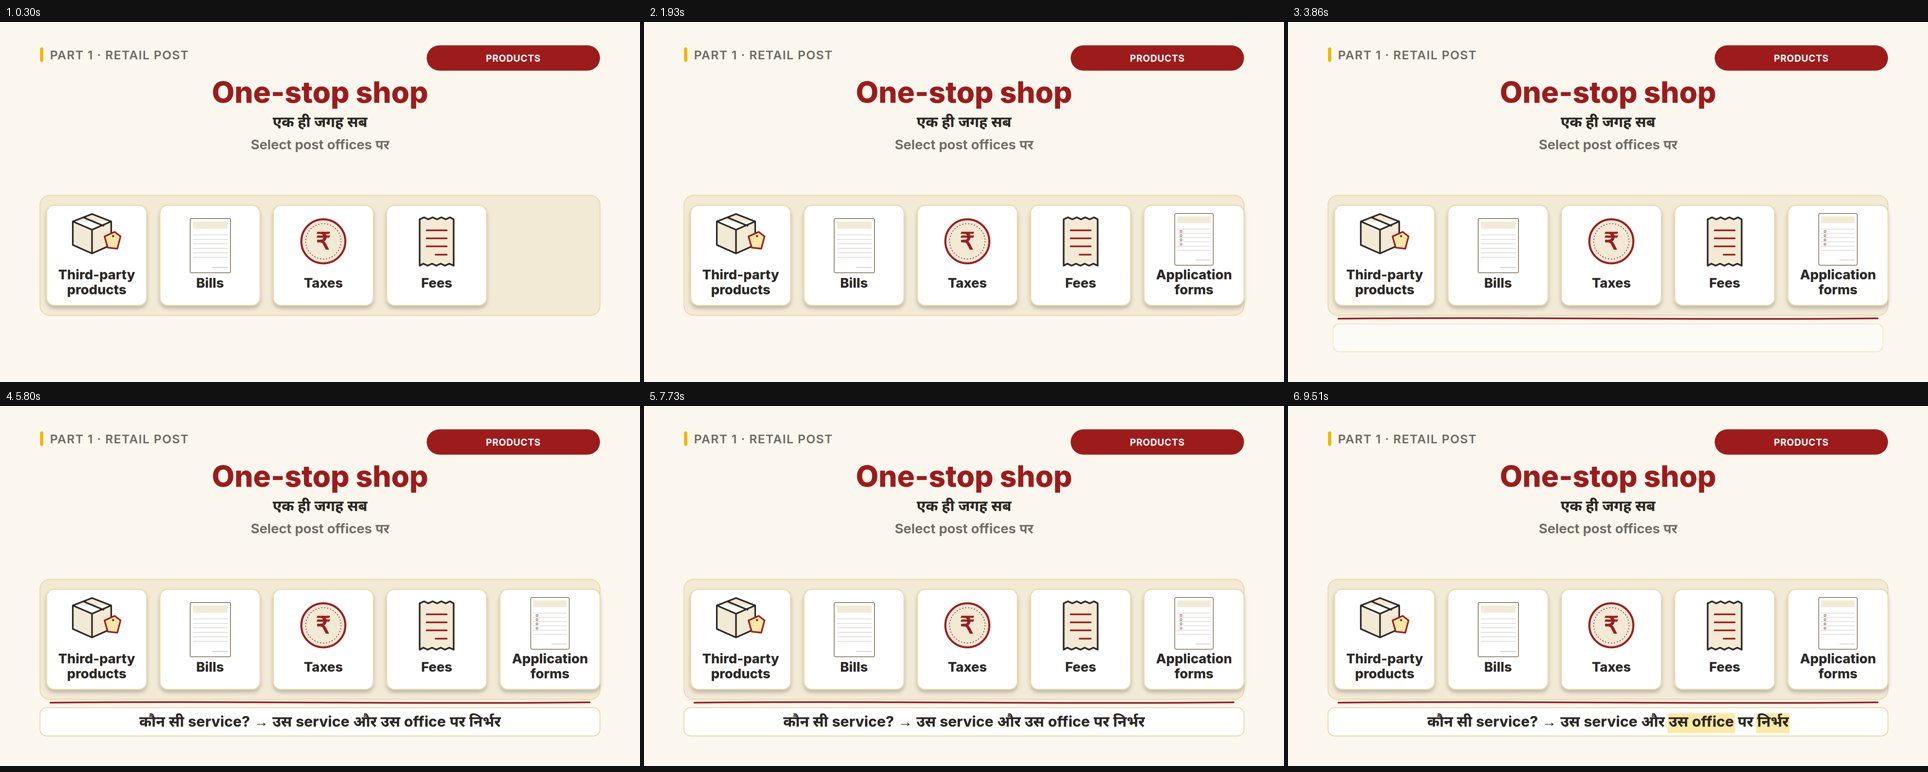 1. 0.30s
PART 1 · RETAIL POST
PRODUCTS
One-stop shop
एक ही जगह सब
Select post offices पर
Third-party products
Bills
Taxes
₹
Fees
2. 1.93s
PART 1 · RETAIL POST
PRODUCTS
One-stop shop
एक ही जगह सब
Select post offices पर
Third-party products
Bills
₹
Taxes
Fees
Application forms
3. 3.86s
PART 1 · RETAIL POST
PRODUCTS
One-stop shop
एक ही जगह सब
Select post offices पर
Third-party products
Bills
₹
Taxes
Fees
Application forms
4. 5.80s
PART 1 · RETAIL POST
PRODUCTS
One-stop shop
एक ही जगह सब
Select post offices पर
Third-party products
Bills
₹
Taxes
Fees
Application forms
कौन सी service? → उस service और उस office पर निर्भर
5. 7.73s
PART 1 · RETAIL POST
PRODUCTS
One-stop shop
एक ही जगह सब
Select post offices पर
Third-party products
Bills
₹
Taxes
Fees
Application forms
कौन सी service? → उस service और उस office पर निर्भर
6. 9.51s
PART 1 · RETAIL POST
PRODUCTS
One-stop shop
एक ही जगह सब
Select post offices पर
Third-party products
Bills
₹
Taxes
Fees
Application forms
कौन सी service? → उस service और उस office पर निर्भर